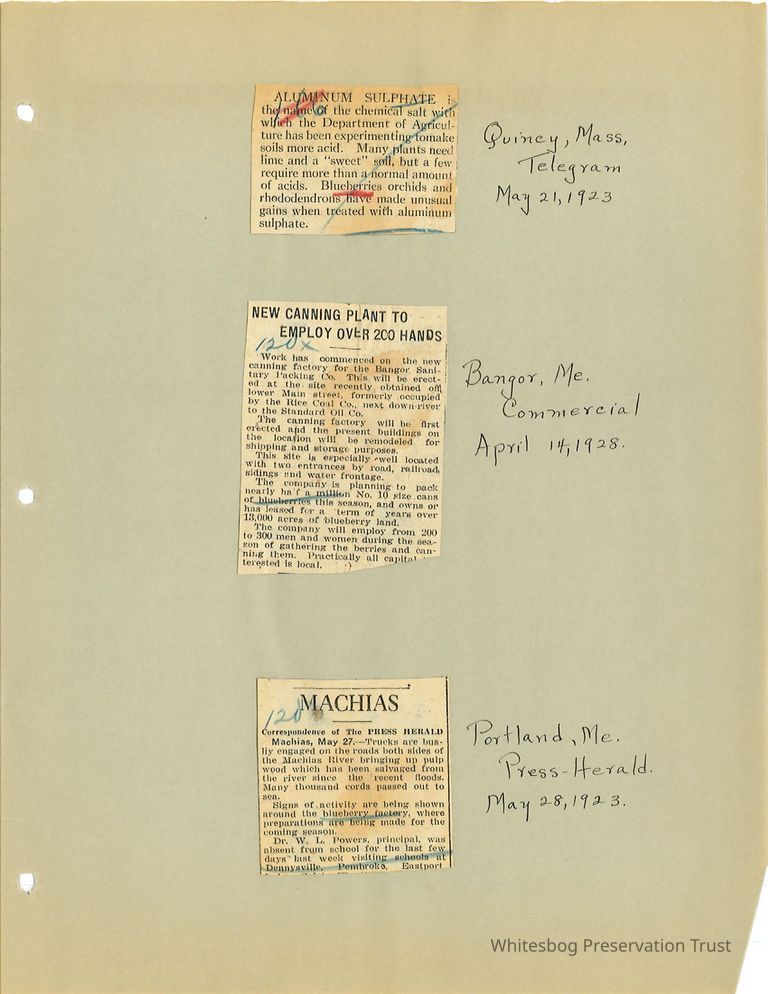 ALUMINUM SULPHATE is
the name of the chemical salt with
which the Department of Agricul-
ture has been experimenting tomake
soils more acid. Many plants need
lime and a "sweet" soil, but a few
require more than a normal amount
of acids. Blueberries orchids and
rhododendrons have made unusual
gains when treated with aluminum
sulphate.
Quincy, Mass,
Telegram
May 21, 1923
NEW CANNING PLANT TO
EMPLOY OVER 200 HANDS
120x
Work has commenced on the new
canning factory for the Bangor Sani-
tary Packing Co. This will be erect-
ed at the site recently obtained off
lower Main street, formerly occupied
by the Rice Coal Co., next down-river
to the Standard Oil Co.
The canning factory will be first
erected and the present buildings on
the location will be remodeled for
shipping and storage purposes.
This site is especially well located
with two entrances by road, railroad,
sidings and water frontage.
The company is planning to pack
nearly half a million No. 10 size cans
of blueberries this season, and owns or
has leased for a term of years over
13,000 acres of blueberry land.
The company will employ from 200
to 300 men and women during the sea-
son of gathering the berries and can-
ning them. Practically all capital
terested is local.
Bangor, Me.
Commercial
April 14, 1928.
MACHIAS
120
Correspondence of The PRESS HERALD
Machias, May 27.—Trucks are bus-
ily engaged on the roads both sides of
the Machias River bringing up pulp
wood which has been salvaged from
the river since the recent floods.
Many thousand cords passed out to
sea.
Signs of activity are being shown
around the blueberry factory, where
preparations are being made for the
coming season.
Dr. W. L. Powers, principal, was
absent from school for the last few
days last week visiting schools at
Dennysville, Pembroke, Eastport
Portland, Me.
Press-Herald.
May 28, 1923.
Whitesbog Preservation Trust